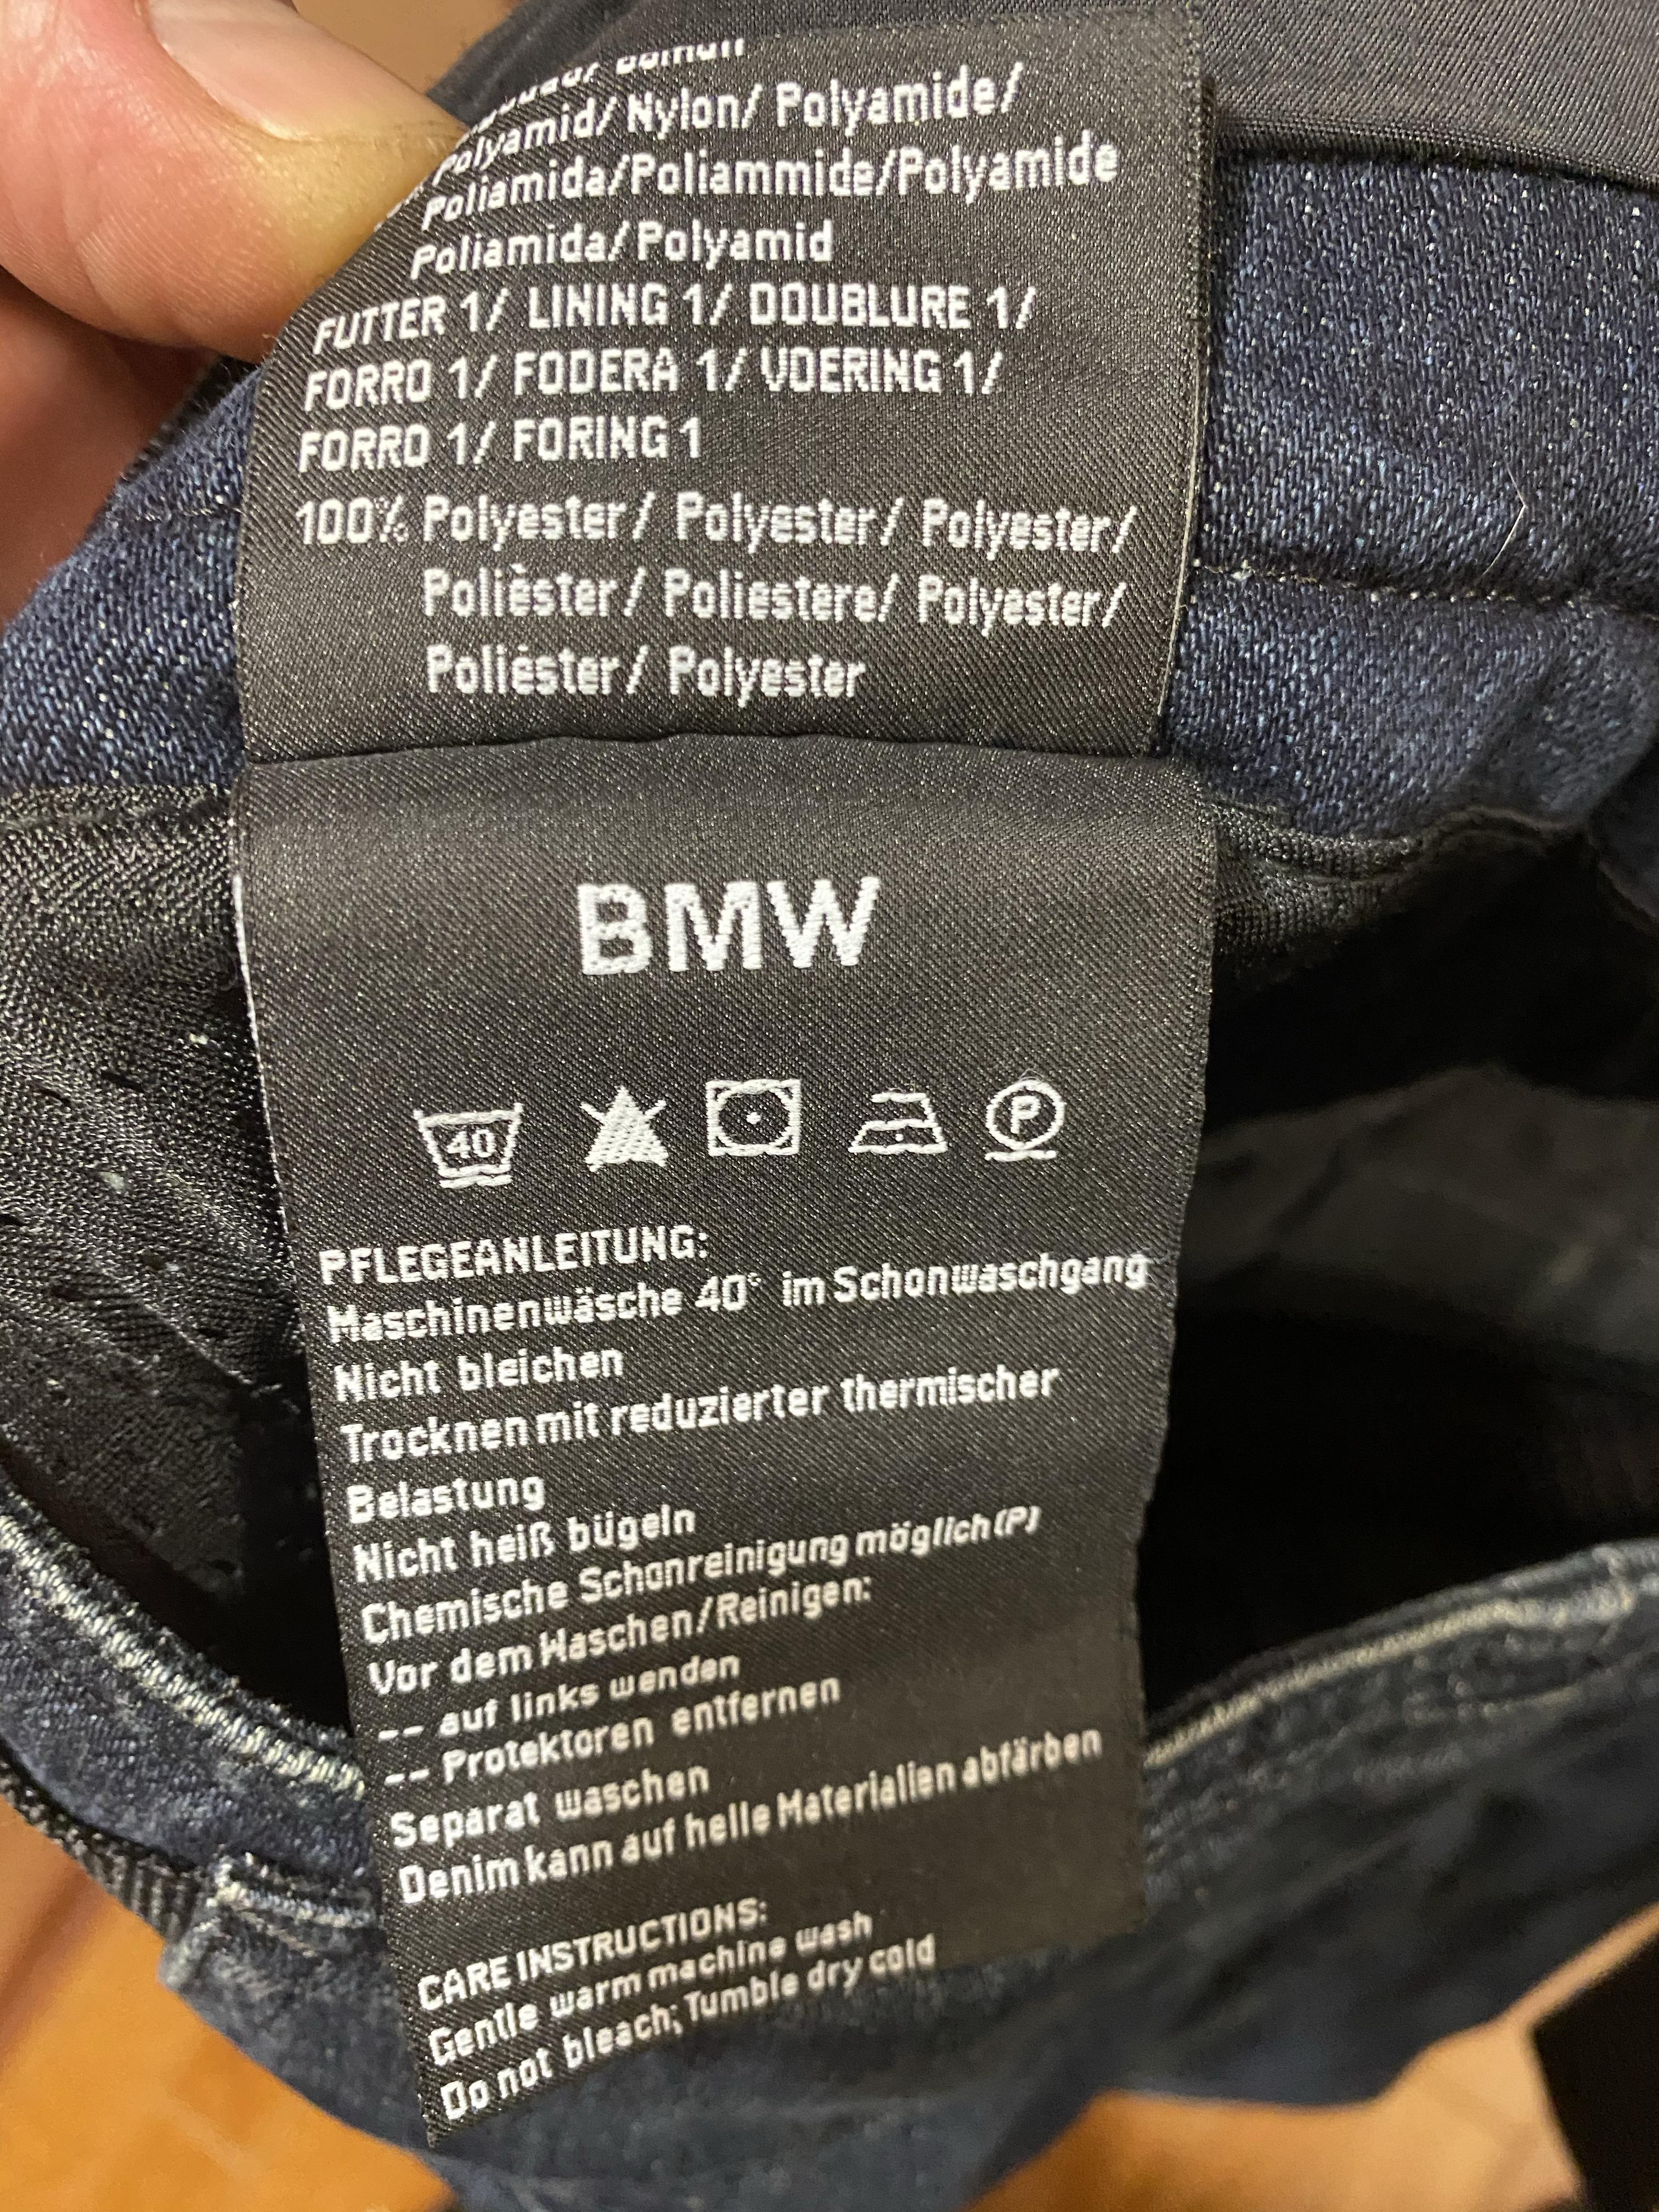 Polyamid/ Nylon/ Polyamide/
Poliamida/Poliammide/Polyamide
Poliamida/Polyamid
FUTTER 1/ LINING 1/ DOUBLURE 1/
FORRO 1/ FODERA 1/ VOERING 1/
FORRO 1/ FORING 1
100% Polyester/ Polyester/ Polyester/
Polièster/ Poliestere/ Polyester/
Poliéster/ Polyester
BMW
40 P
PFLEGEANLEITUNG:
Maschinenwäsche 40° im Schonwaschgang
Nicht bleichen
Trocknen mit reduzierter thermischer
Belastung
Nicht heiß bügeln
Chemische Schonreinigung möglich (P)
Vor dem Waschen/Reinigen:
-- auf links wenden
-- Protektoren entfernen
Separat waschen
Denim kann auf helle Materialien abfärben
CARE INSTRUCTIONS:
Gentle warm machine wash
Do not bleach; Tumble dry cold